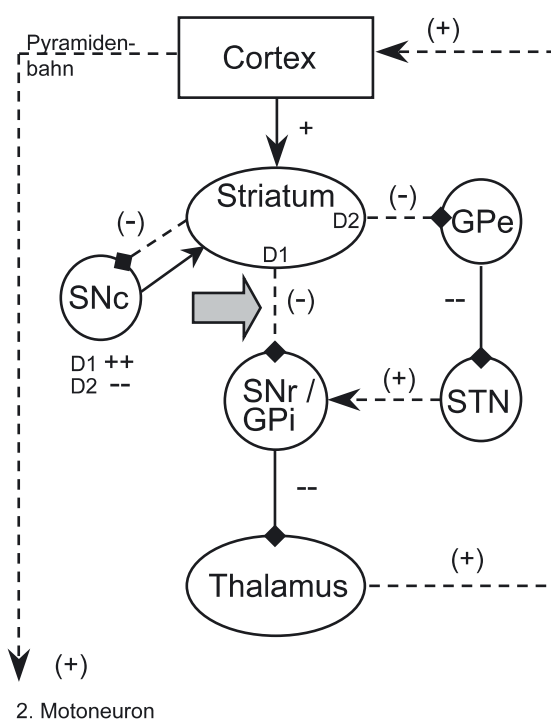 (+)
Pyramiden-
bahn
Cortex
+
Striatum
D2
(-)
GPe
(-)
D1
SNc
(-)
--
D1 ++
D2 --
SNr /
GPi
(+)
STN
--
Thalamus
(+)
(+)
2. Motoneuron